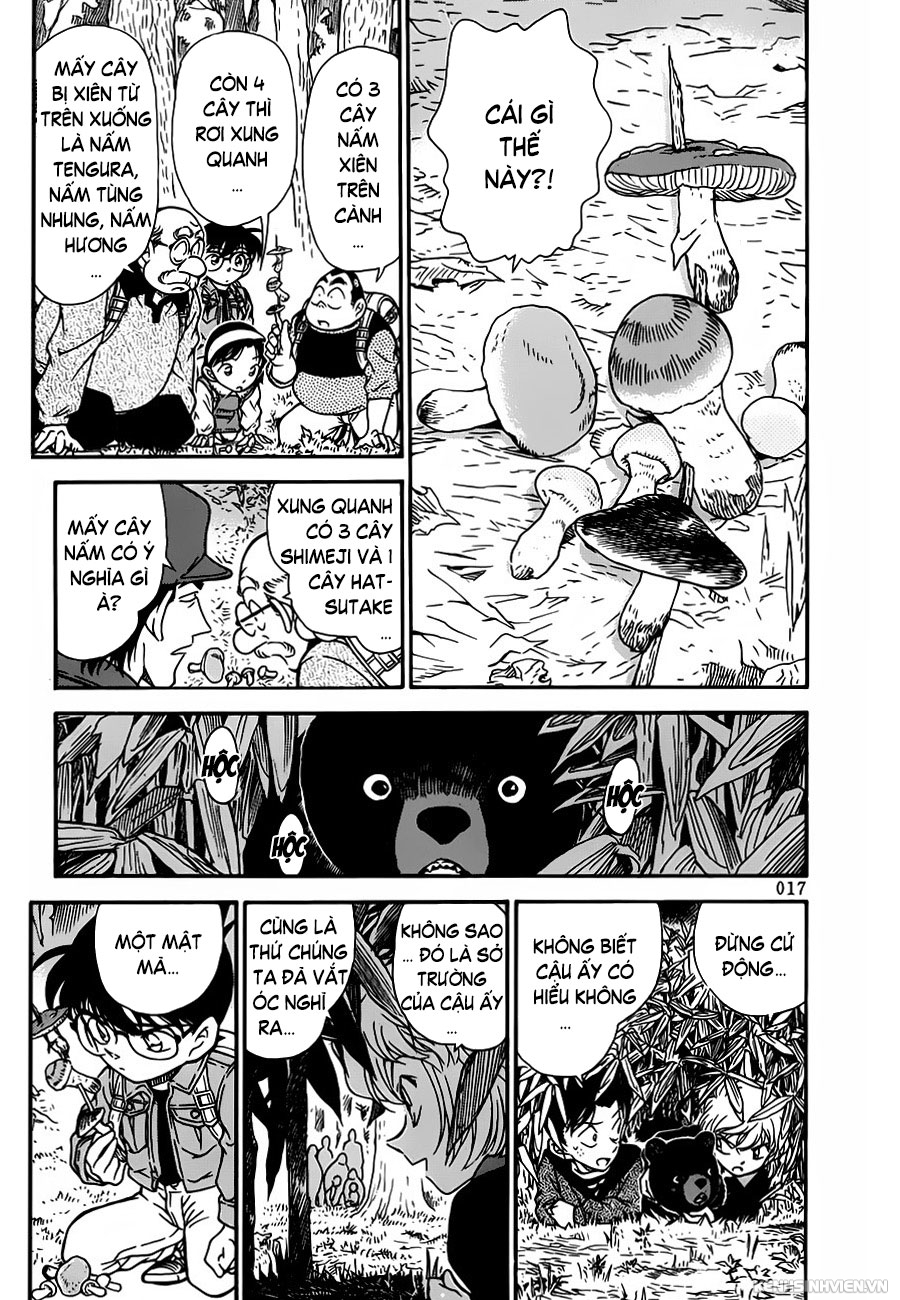 CÁI GÌ
THẾ
NÀY?!
CÓ 3
CÂY
NẤM
XIÊN
TRÊN
CÀNH
CÒN 4
CÂY THÌ
RƠI XUNG
QUANH
...
MẤY CÂY
BỊ XIÊN TỪ
TRÊN XUỐNG
LÀ NẤM
TENGURA,
NẤM TÙNG
NHUNG, NẤM
HƯƠNG
...
XUNG QUANH
CÓ 3 CÂY
SHIMEJI VÀ 1
CÂY HAT-
SUTAKE
...
MẤY CÂY
NẤM CÓ Ý
NGHĨA GÌ
À?
HỘC
HỘC
HỘC
017
ĐỪNG CỬ
ĐỘNG...
KHÔNG BIẾT
CẬU ẤY CÓ
HIỂU KHÔNG
...
KHÔNG SAO
... ĐÓ LÀ SỞ
TRƯỜNG
CỦA CẬU ẤY
...
CŨNG LÀ
THỨ CHÚNG
TA ĐÃ VẮT
ÓC NGHĨ
RA...
MỘT MẬT
MÃ...